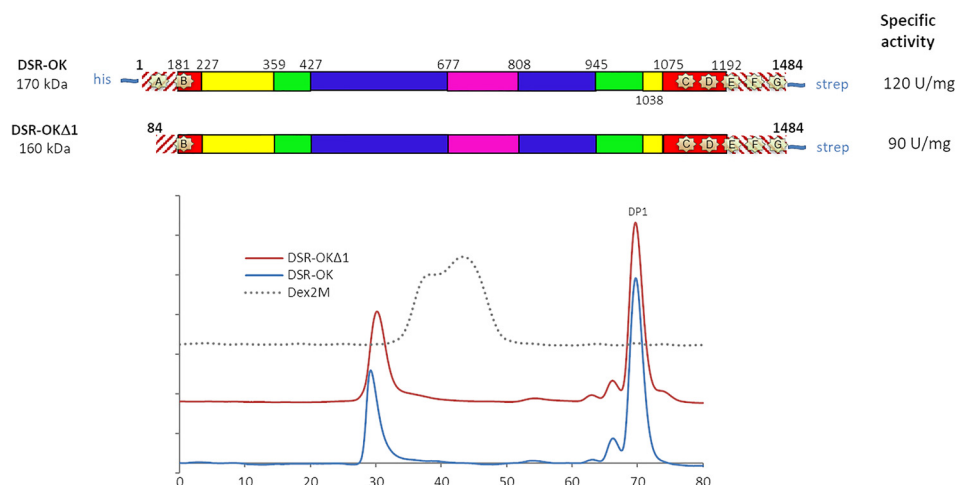 Specific
activity
DSR-OK
170 kDa
his
1 181 227 359 427 677 808 945 1075 1192 1484
A B C D E F G
1038
strep
120 U/mg
DSR-OKΔ1
160 kDa
84 1484
B C D E F G
strep
90 U/mg
DP1
DSR-OKΔ1
DSR-OK
Dex2M
0 10 20 30 40 50 60 70 80